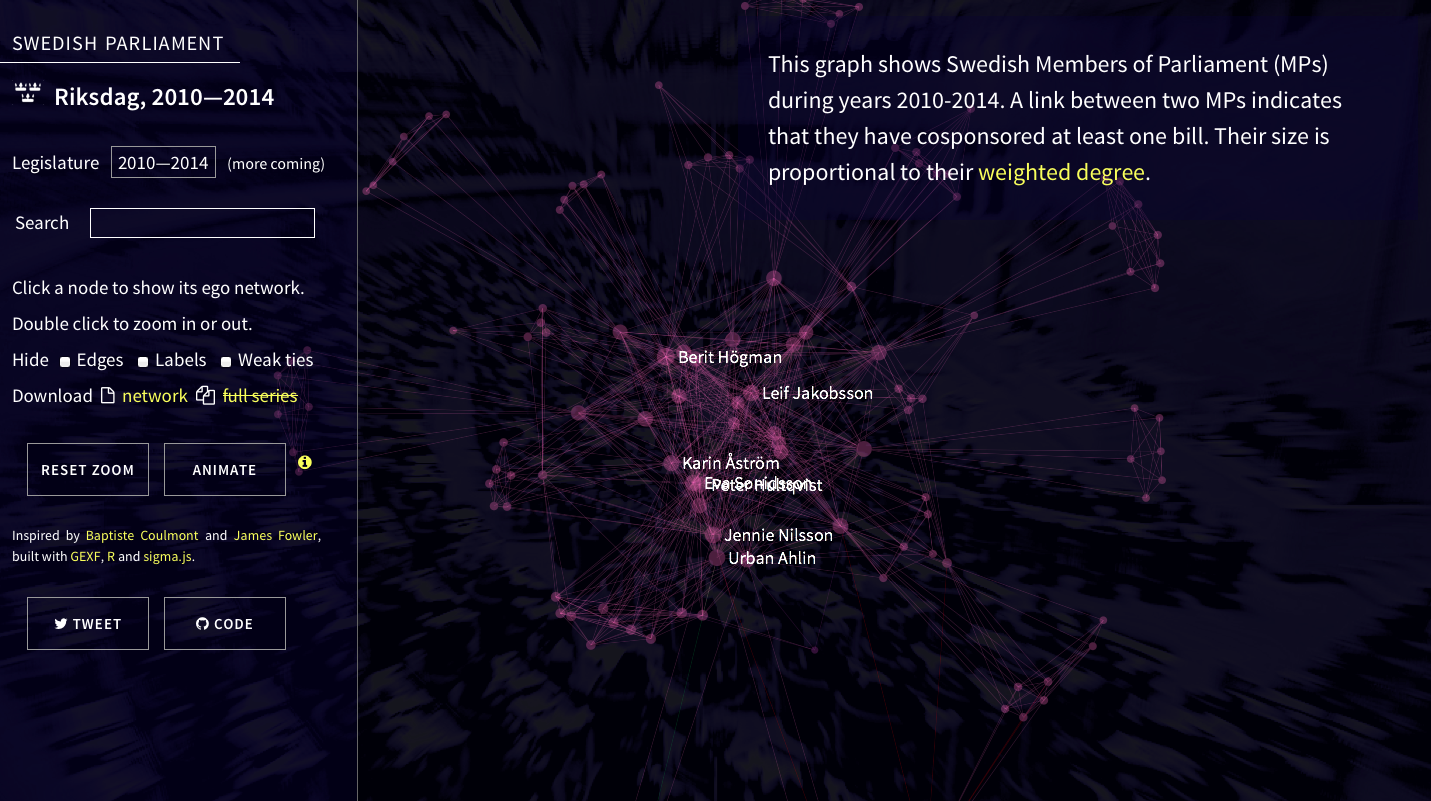 SWEDISH PARLIAMENT
Riksdag, 2010—2014
Legislature 2010—2014 (more coming)
Search
Click a node to show its ego network.
Double click to zoom in or out.
Hide Edges Labels Weak ties
Download network full series
RESET ZOOM ANIMATE
Inspired by Baptiste Coulmont and James Fowler,
built with GEXF, R and sigma.js.
TWEET CODE
This graph shows Swedish Members of Parliament (MPs)
during years 2010-2014. A link between two MPs indicates
that they have cosponsored at least one bill. Their size is
proportional to their weighted degree.
Berit Högman
Leif Jakobsson
Karin Åström
Eva Sonidsson
Peter Hultqvist
Jennie Nilsson
Urban Ahlin